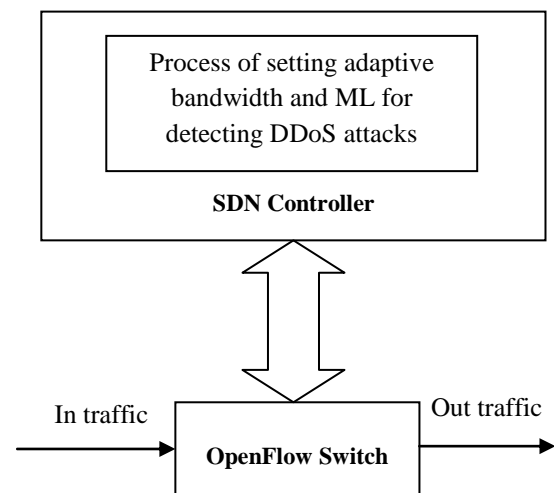 Process of setting adaptive
bandwidth and ML for
detecting DDoS attacks
SDN Controller
In traffic
Out traffic
OpenFlow Switch